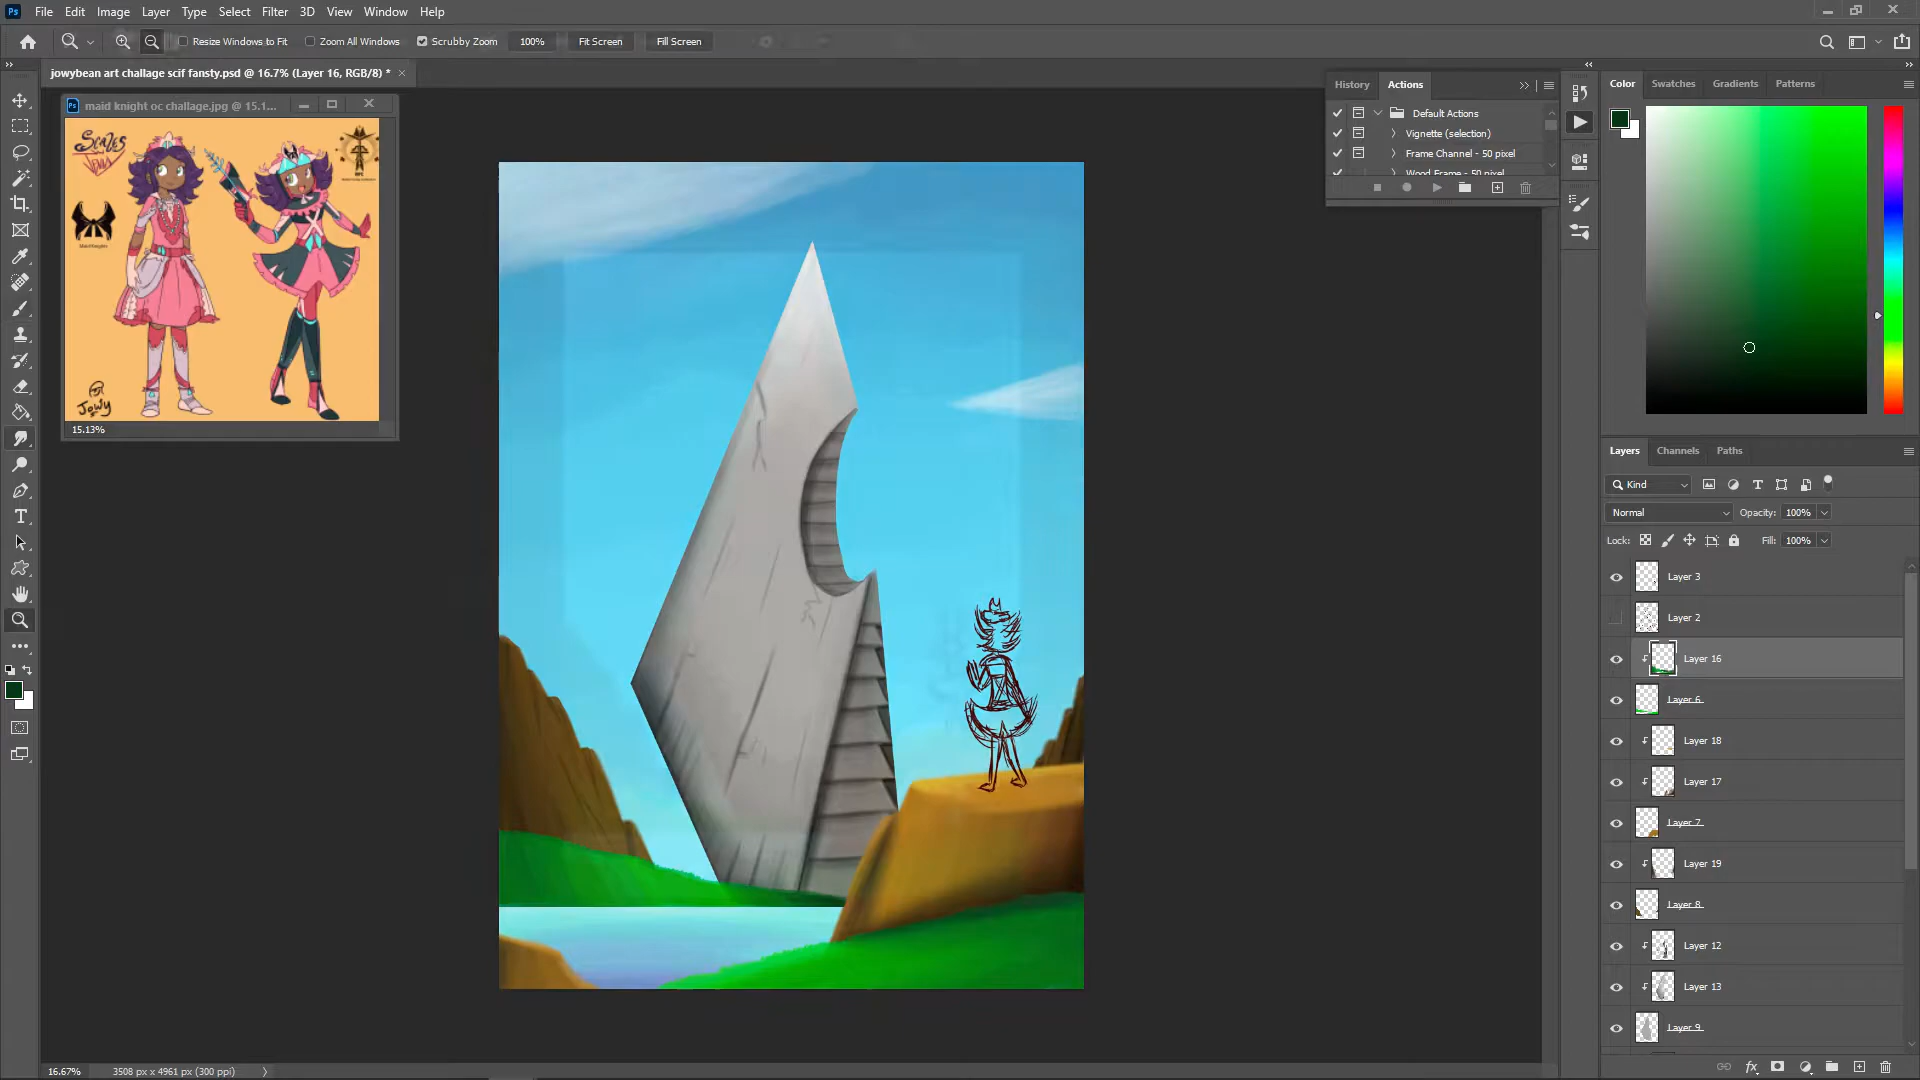 Ps File Edit Image Layer Type Select Filter 3D View Window Help
Resize Windows to Fit Zoom All Windows Scrubby Zoom 100% Fit Screen Fill Screen
jowybean art challage scif fansty.psd @ 16.7% (Layer 16, RGB/8) *
Ps maid knight oc challage.jpg @ 15.1...
Jowy
15.13%
History Actions
Default Actions
Vignette (selection)
Frame Channel - 50 pixel
Wood Frame - 50 pixel
Color Swatches Gradients Patterns
Layers Channels Paths
Kind
Normal Opacity: 100%
Lock: Fill: 100%
Layer 3
Layer 2
Layer 16
Layer 6
Layer 18
Layer 17
Layer 7
Layer 19
Layer 8
Layer 12
Layer 13
Layer 9
fx
16.67% 3508 px x 4961 px (300 ppi)